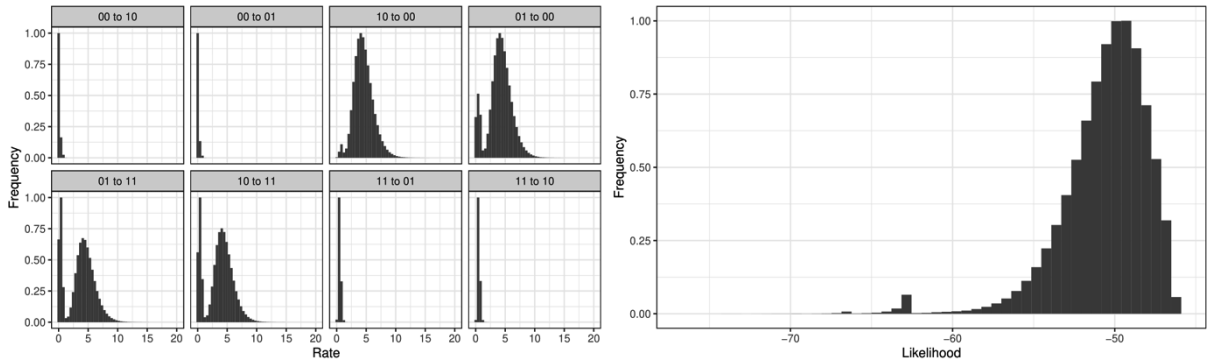 00 to 10
00 to 01
10 to 00
01 to 00
1.00
0.75
0.50
0.25
0.00
01 to 11
10 to 11
11 to 01
11 to 10
1.00
0.75
0.50
0.25
0.00
0 5 10 15 20
0 5 10 15 20
0 5 10 15 20
0 5 10 15 20
Frequency
Rate
1.00
0.75
0.50
0.25
0.00
−70
−60
−50
Frequency
Likelihood